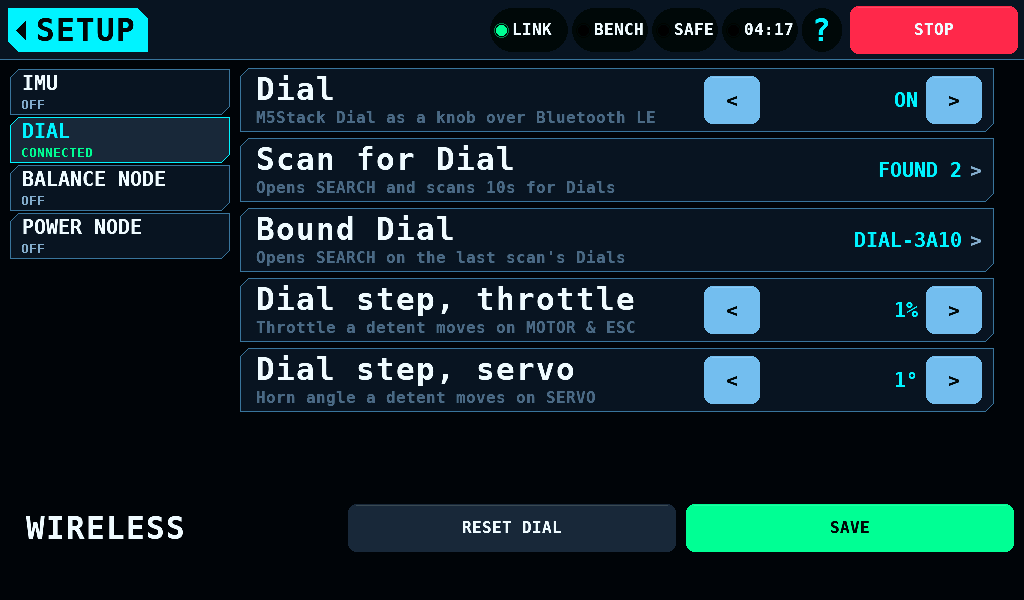 SETUP
LINK
BENCH
SAFE
04:17
?
STOP
IMU
OFF
DIAL
CONNECTED
BALANCE NODE
OFF
POWER NODE
OFF
Dial
M5Stack Dial as a knob over Bluetooth LE
< ON >
Scan for Dial
Opens SEARCH and scans 10s for Dials
FOUND 2 >
Bound Dial
Opens SEARCH on the last scan's Dials
DIAL-3A10 >
Dial step, throttle
Throttle a detent moves on MOTOR & ESC
< 1% >
Dial step, servo
Horn angle a detent moves on SERVO
< 1° >
WIRELESS
RESET DIAL
SAVE